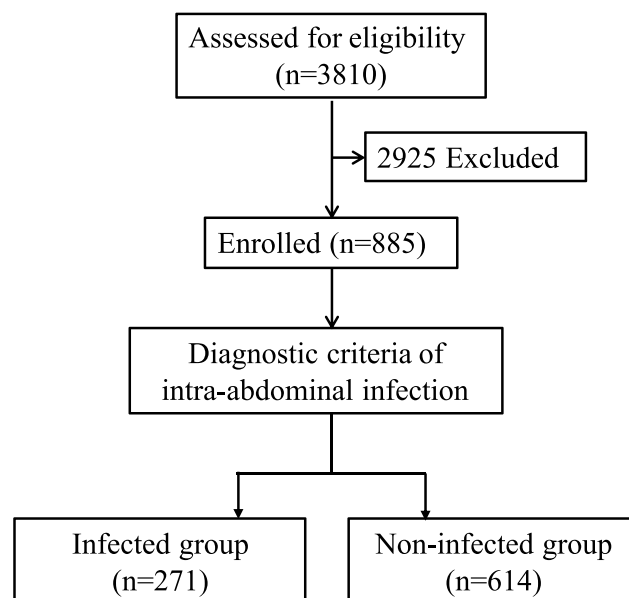 Assessed for eligibility
(n=3810)
2925 Excluded
Enrolled (n=885)
Diagnostic criteria of
intra-abdominal infection
Infected group
(n=271)
Non-infected group
(n=614)